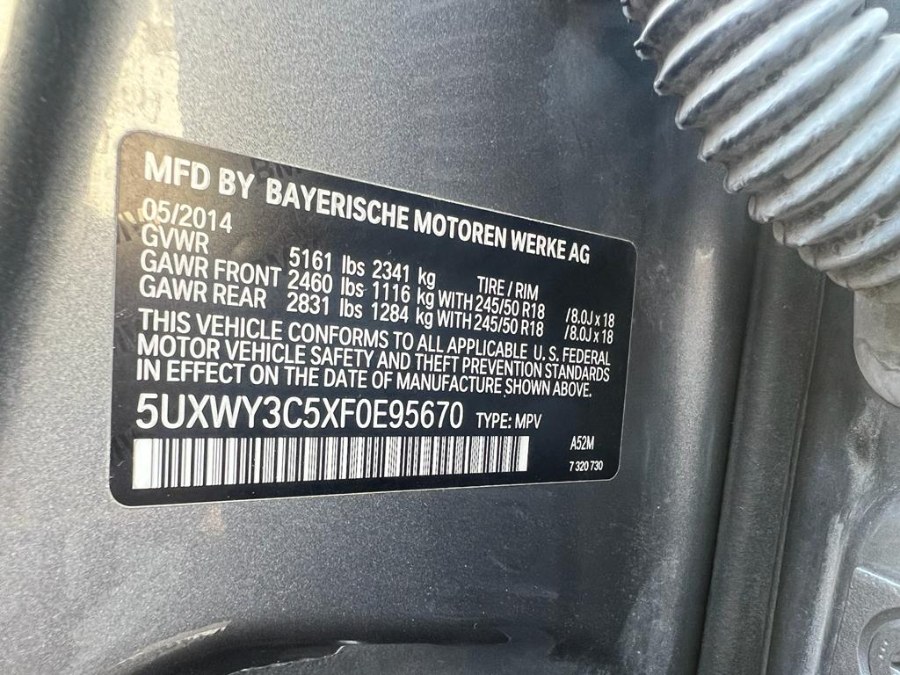 MFD BY BAYERISCHE MOTOREN WERKE AG
05/2014
GVWR 5161 lbs 2341 kg TIRE / RIM
GAWR FRONT 2460 lbs 1116 kg WITH 245/50 R18 /8.0J x 18
GAWR REAR 2831 lbs 1284 kg WITH 245/50 R18 /8.0J x 18
THIS VEHICLE CONFORMS TO ALL APPLICABLE U. S. FEDERAL
MOTOR VEHICLE SAFETY AND THEFT PREVENTION STANDARDS
IN EFFECT ON THE DATE OF MANUFACTURE SHOWN ABOVE.
5UXWY3C5XF0E95670 TYPE: MPV
A52M
7 320 730